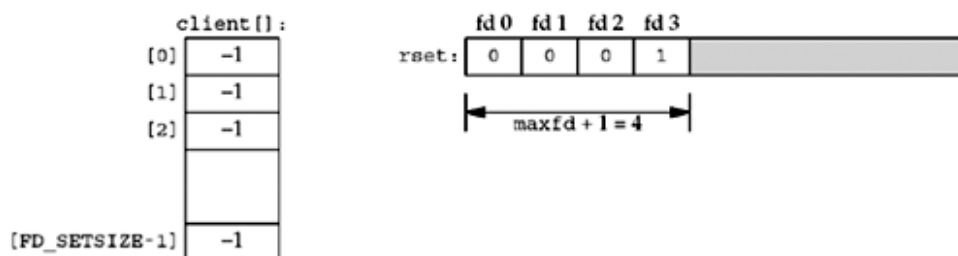 client[]:
[0] -1
[1] -1
[2] -1
[FD_SETSIZE-1] -1
fd 0 fd 1 fd 2 fd 3
rset: 0 0 0 1
maxfd + 1 = 4